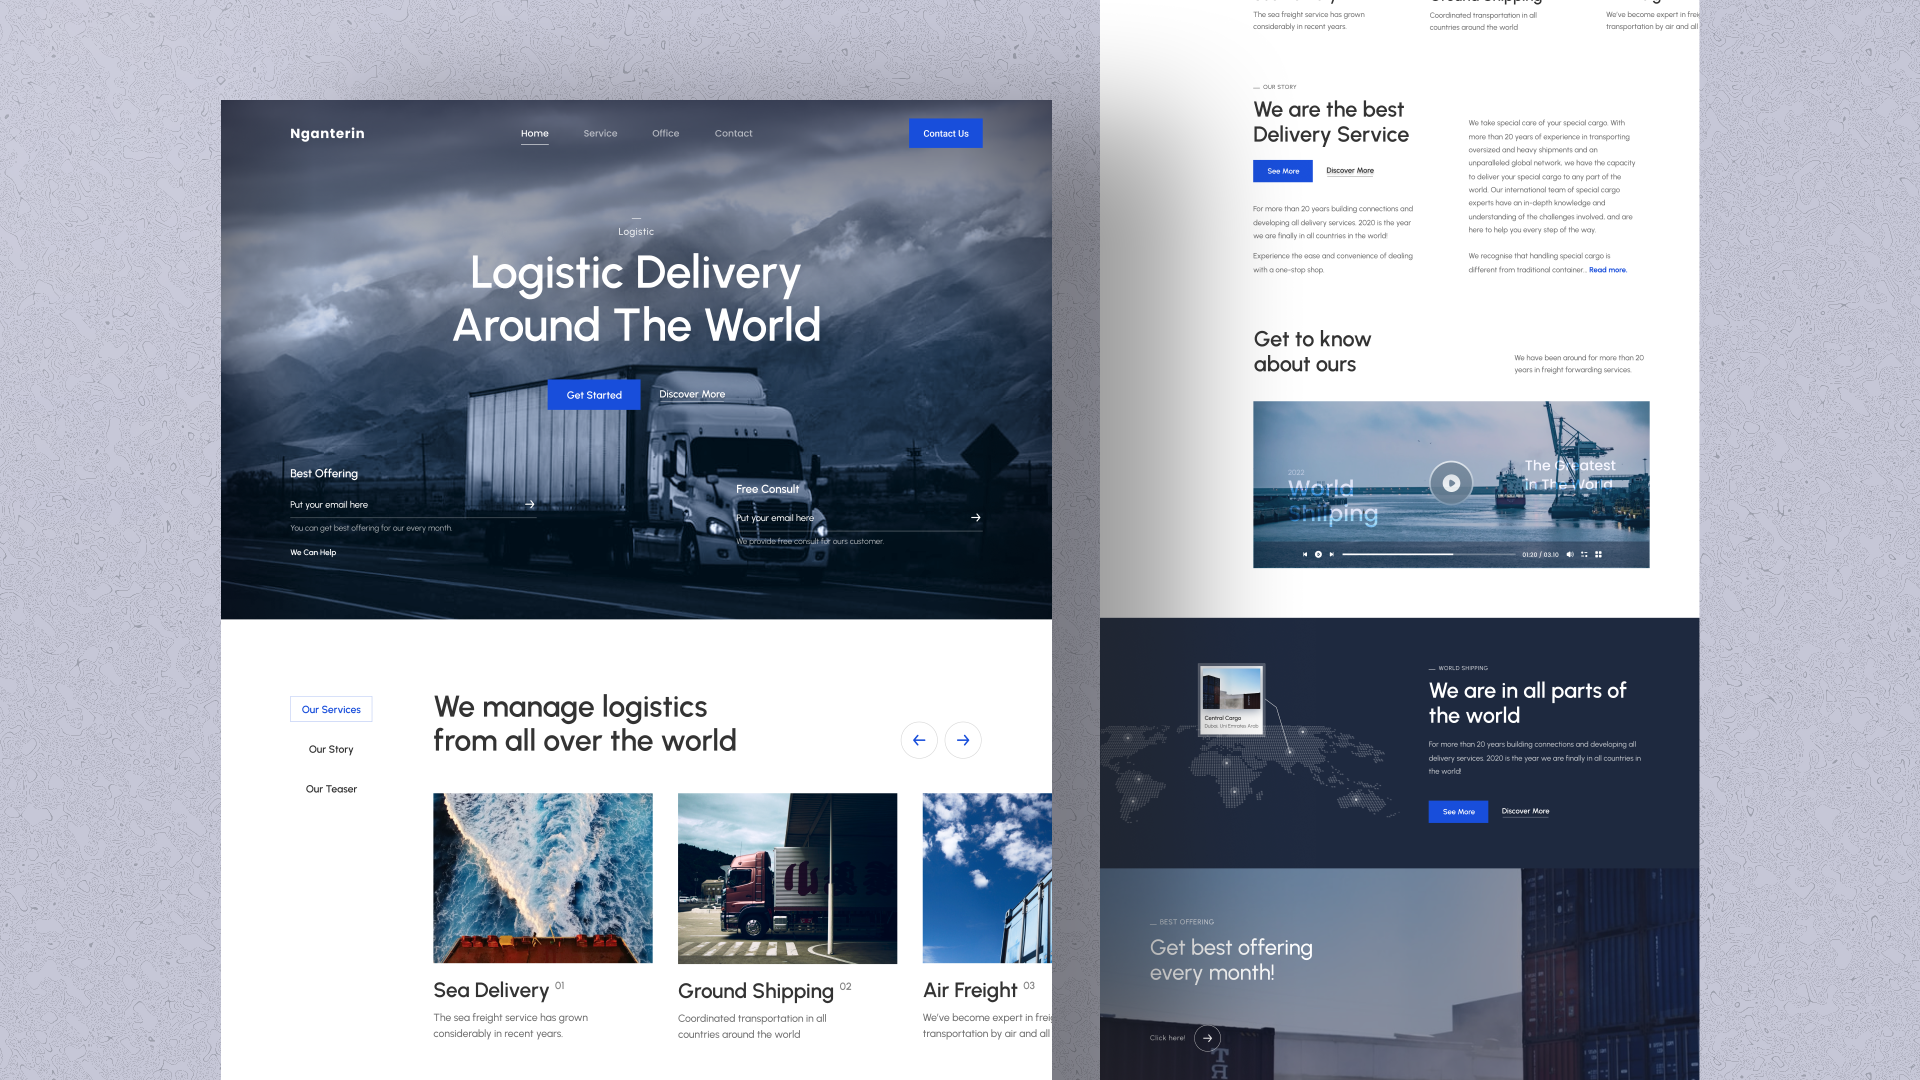 Nganterin
Home
Service
Office
Contact
Contact Us
Logistic
Logistic Delivery
Around The World
Get Started
Discover More
Best Offering
Put your email here
You can get best offering for our every month.
We Can Help
Free Consult
Put your email here
We provide free consult for ours customer.
Our Services
Our Story
Our Teaser
We manage logistics
from all over the world
Sea Delivery 01
The sea freight service has grown
considerably in recent years.
Ground Shipping 02
Coordinated transportation in all
countries around the world
Air Freight 03
We've become expert in
transportation by air and all
The sea freight service has grown
considerably in recent years.
Coordinated transportation in all
countries around the world
We've become expert in
transportation by air and all
OUR STORY
We are the best
Delivery Service
See More
Discover More
For more than 20 years building connections and
developing all delivery services. 2020 is the year
we are finally in all countries in the world!
Experience the ease and convenience of dealing
with a one-stop shop.
We take special care of your special cargo. With
more than 20 years of experience in transporting
oversized and heavy shipments and an
unparalleled global network, we have the capacity
to deliver your special cargo to any part of the
world. Our international team of special cargo
experts have an in-depth knowledge and
understanding of the challenges involved, and are
here to help you every step of the way.
We recognise that handling special cargo is
different from traditional container... Read more.
Get to know
about ours
We have been around for more than 20
years in freight forwarding services.
2022
World
Shiiping
The Greatest
in The World
01:20 / 03.10
Central Cargo
Dubai, Uni Emirates Arab
WORLD SHIPPING
We are in all parts of
the world
For more than 20 years building connections and developing all
delivery services. 2020 is the year we are finally in all countries in
the world!
See More
Discover More
BEST OFFERING
Get best offering
every month!
Click here!